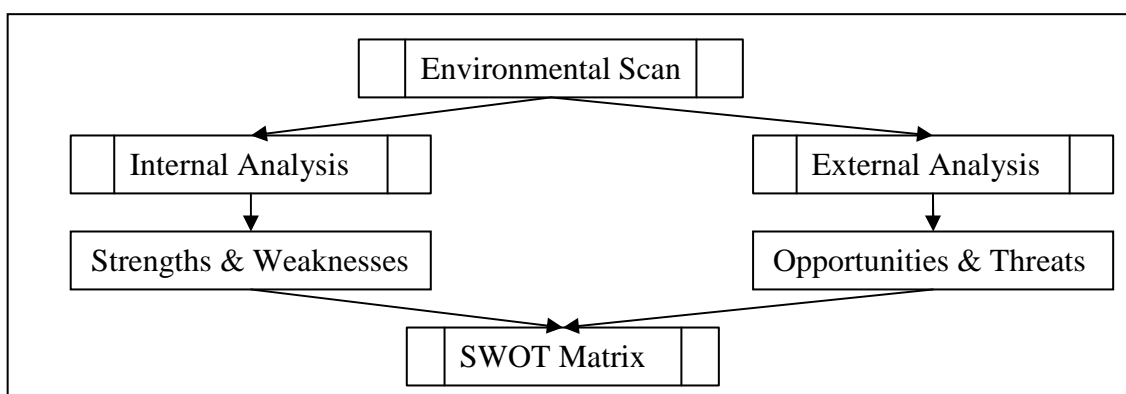 Environmental Scan
Internal Analysis
External Analysis
Strengths & Weaknesses
Opportunities & Threats
SWOT Matrix